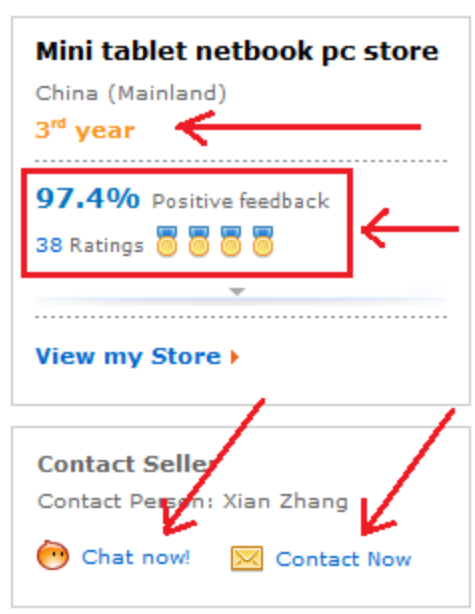 Mini tablet netbook pc store
China (Mainland)
3rd year
97.4% Positive feedback
38 Ratings
View my Store
Contact Seller
Contact Person: Xian Zhang
Chat now! Contact Now